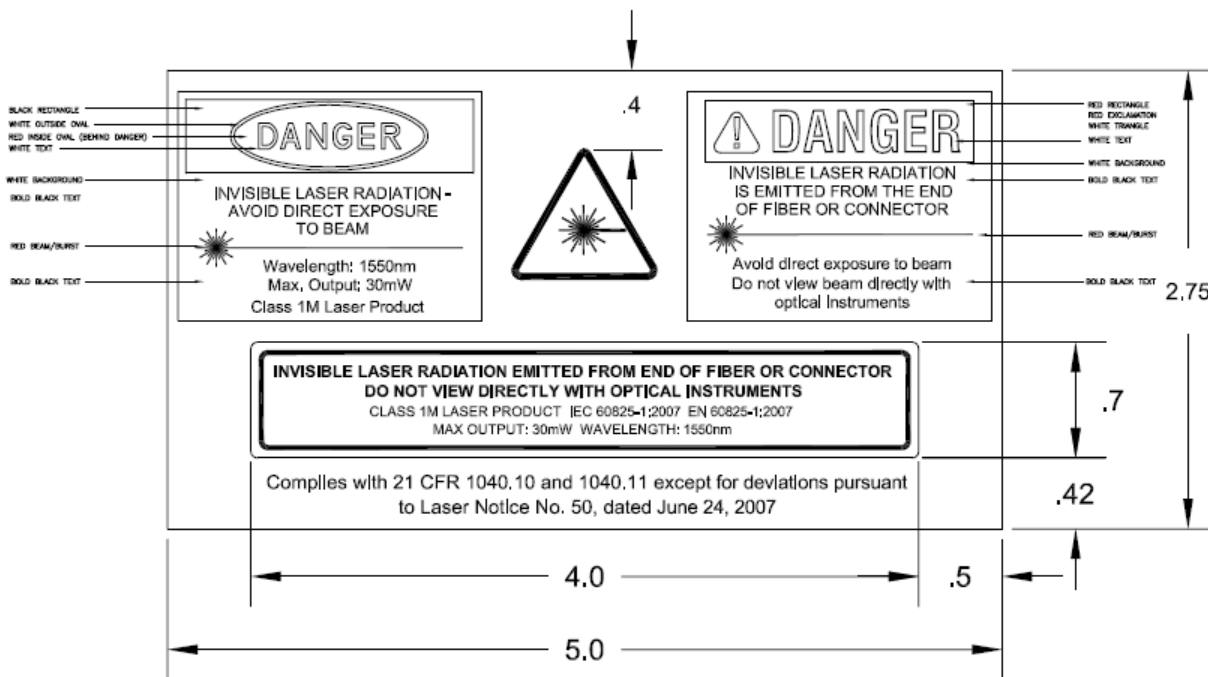 .4
BLACK RECTANGLE
WHITE OUTSIDE OVAL
RED INSIDE OVAL (BEHIND DANGER)
WHITE TEXT
WHITE BACKGROUND
BOLD BLACK TEXT
RED BEAM/BURST
BOLD BLACK TEXT
DANGER
INVISIBLE LASER RADIATION -
AVOID DIRECT EXPOSURE
TO BEAM
Wavelength: 1550nm
Max. Output: 30mW
Class 1M Laser Product
DANGER
INVISIBLE LASER RADIATION
IS EMITTED FROM THE END
OF FIBER OR CONNECTOR
Avoid direct exposure to beam
Do not view beam directly with
optical Instruments
RED RECTANGLE
RED EXCLAMATION
WHITE TRIANGLE
WHITE TEXT
WHITE BACKGROUND
BOLD BLACK TEXT
RED BEAM/BURST
BOLD BLACK TEXT
2.75
INVISIBLE LASER RADIATION EMITTED FROM END OF FIBER OR CONNECTOR
DO NOT VIEW DIRECTLY WITH OPTICAL INSTRUMENTS
CLASS 1M LASER PRODUCT IEC 60825-1:2007 EN 60825-1:2007
MAX OUTPUT: 30mW WAVELENGTH: 1550nm
.7
Complies with 21 CFR 1040.10 and 1040.11 except for deviations pursuant
to Laser Notice No. 50, dated June 24, 2007
.42
4.0
.5
5.0